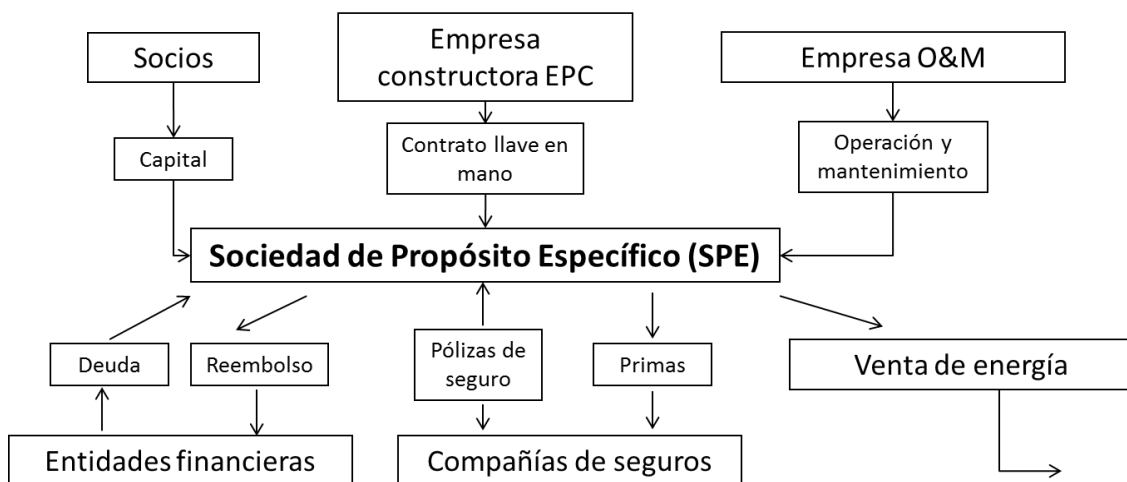 Socios
Empresa
constructora EPC
Empresa O&M
Capital
Contrato llave en
mano
Operación y
mantenimiento
Sociedad de Propósito Específico (SPE)
Deuda
Reembolso
Pólizas de
seguro
Primas
Venta de energía
Entidades financieras
Compañías de seguros